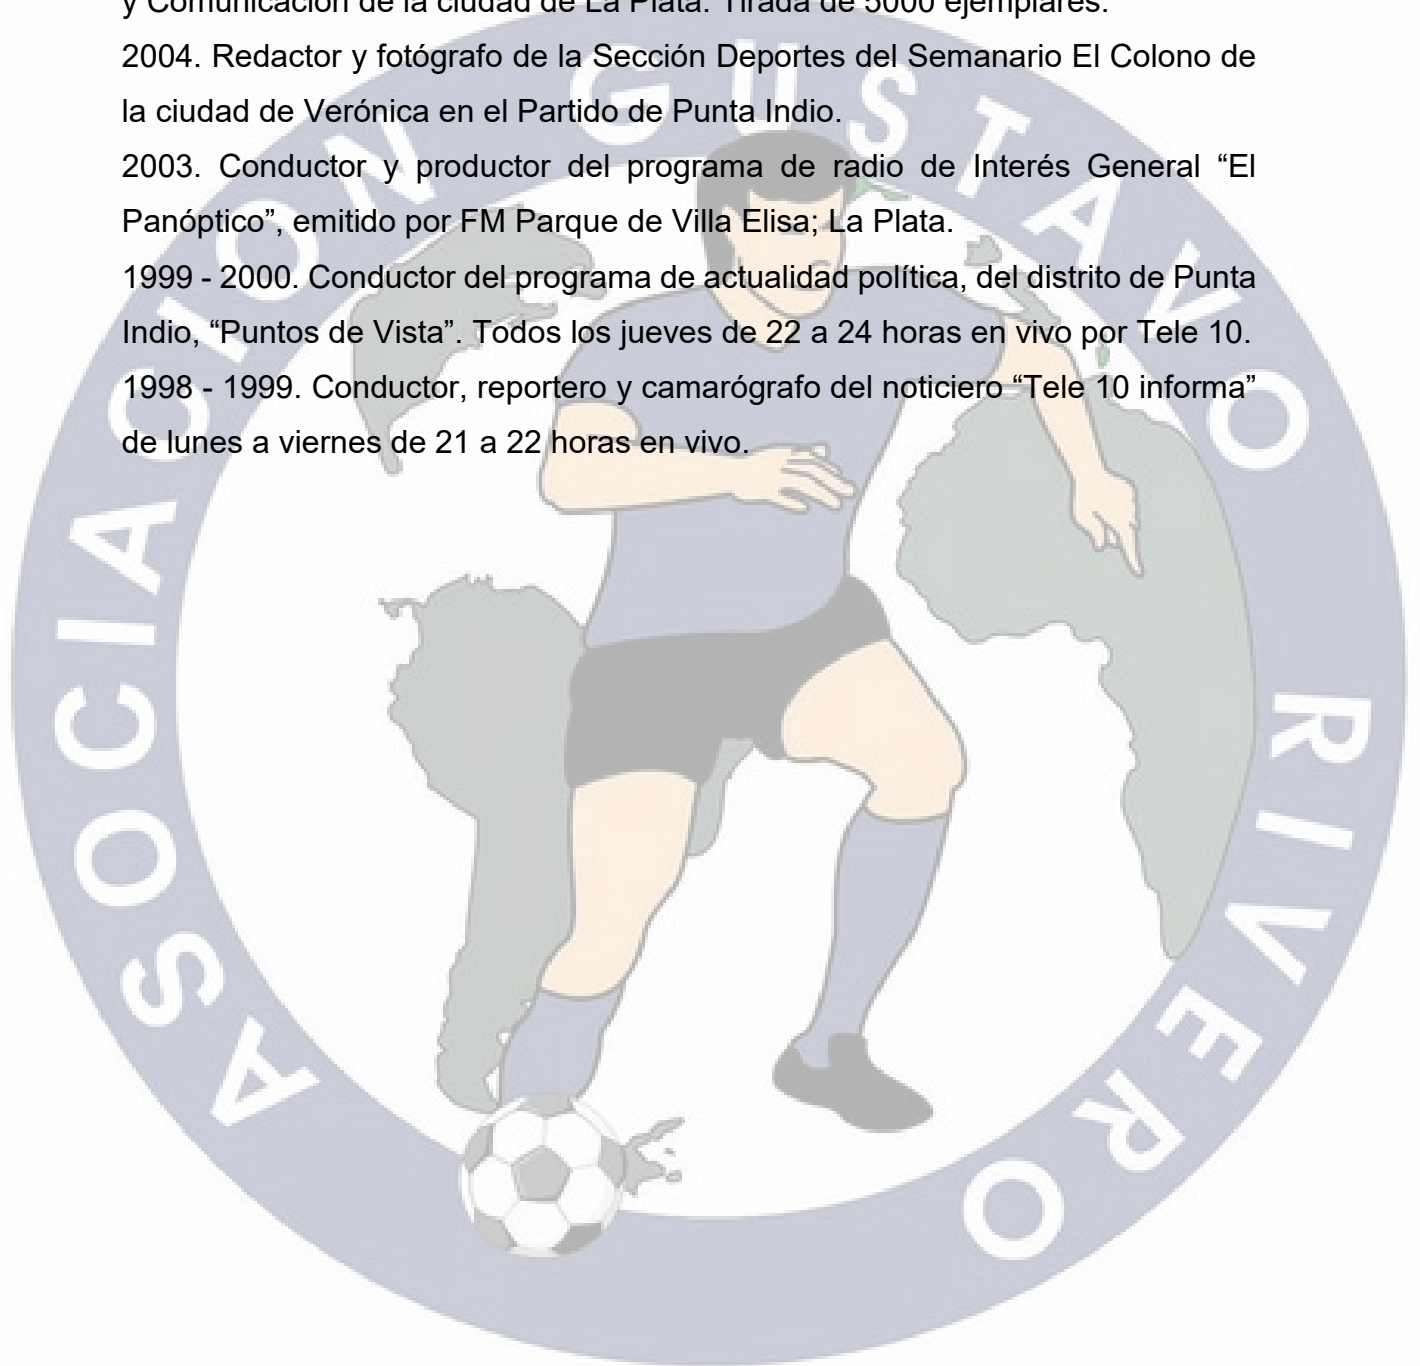 y Comunicación de la ciudad de La Plata. Tirada de 5000 ejemplares.
2004. Redactor y fotógrafo de la Sección Deportes del Semanario El Colono de
la ciudad de Verónica en el Partido de Punta Indio.
2003. Conductor y productor del programa de radio de Interés General “El
Panóptico”, emitido por FM Parque de Villa Elisa; La Plata.
1999 - 2000. Conductor del programa de actualidad política, del distrito de Punta
Indio, “Puntos de Vista”. Todos los jueves de 22 a 24 horas en vivo por Tele 10.
1998 - 1999. Conductor, reportero y camarógrafo del noticiero “Tele 10 informa”
de lunes a viernes de 21 a 22 horas en vivo.
ASOCIACION GUSTAVO RIVERO